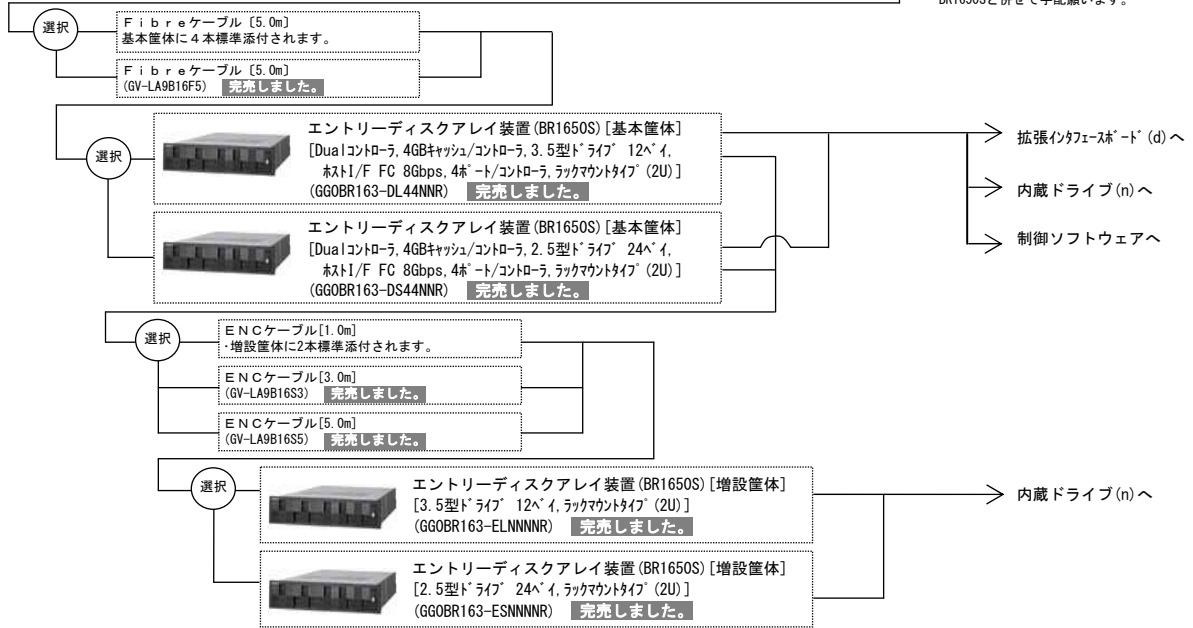 BR1650Sと併せて手配願います。
選択
Ｆｉｂｒｅケーブル［5.0m］
基本筐体に４本標準添付されます。
Ｆｉｂｒｅケーブル［5.0m］
(GV-LA9B16F5) 完売しました。
選択
エントリーディスクアレイ装置(BR1650S)[基本筐体]
[Dualコントローラ,4GBキャッシュ/コントローラ,3.5型ドライブ 12ベイ,
ホストI/F FC 8Gbps,4ポート/コントローラ,ラックマウントタイプ(2U)]
(GGOBR163-DL44NNR) 完売しました。
エントリーディスクアレイ装置(BR1650S)[基本筐体]
[Dualコントローラ,4GBキャッシュ/コントローラ,2.5型ドライブ 24ベイ,
ホストI/F FC 8Gbps,4ポート/コントローラ,ラックマウントタイプ(2U)]
(GGOBR163-DS44NNR) 完売しました。
拡張インタフェースボード(d)へ
内蔵ドライブ(n)へ
制御ソフトウェアへ
選択
ＥＮＣケーブル[1.0m]
・増設筐体に2本標準添付されます。
ＥＮＣケーブル[3.0m]
(GV-LA9B16S3) 完売しました。
ＥＮＣケーブル[5.0m]
(GV-LA9B16S5) 完売しました。
選択
エントリーディスクアレイ装置(BR1650S)[増設筐体]
[3.5型ドライブ 12ベイ,ラックマウントタイプ(2U)]
(GGOBR163-ELNNNNR) 完売しました。
エントリーディスクアレイ装置(BR1650S)[増設筐体]
[2.5型ドライブ 24ベイ,ラックマウントタイプ(2U)]
(GGOBR163-ESNNNNR) 完売しました。
内蔵ドライブ(n)へ